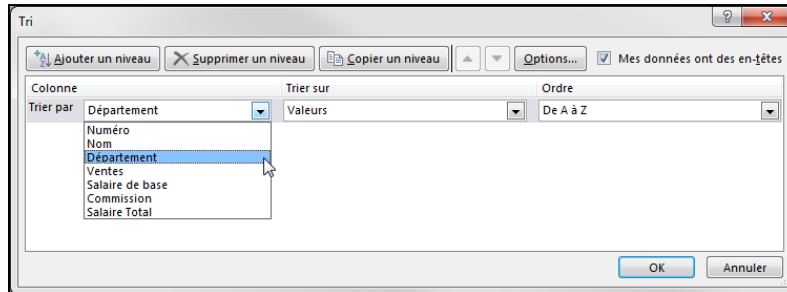 Tri
Ajouter un niveau Supprimer un niveau Copier un niveau Options... Mes données ont des en-têtes
Colonne Trier sur Ordre
Trier par Département Valeurs De A à Z
Numéro
Nom
Département
Ventes
Salaire de base
Commission
Salaire Total
OK Annuler